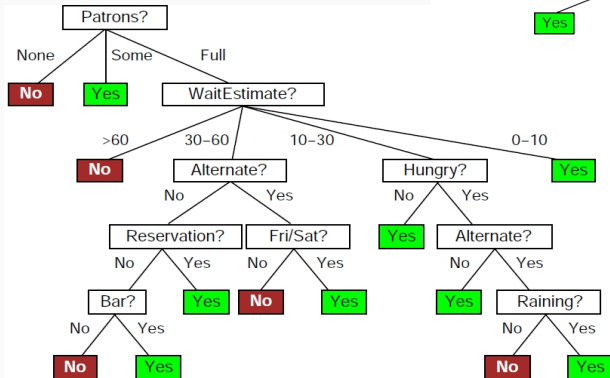 Patrons?
Yes
None Some Full
No Yes WaitEstimate?
>60 30–60 10–30 0–10
No Alternate? Hungry? Yes
No Yes No Yes
Reservation? Fri/Sat? Yes Alternate?
No Yes No Yes No Yes
Bar? Yes No Yes Yes Raining?
No Yes No Yes
No Yes No Yes